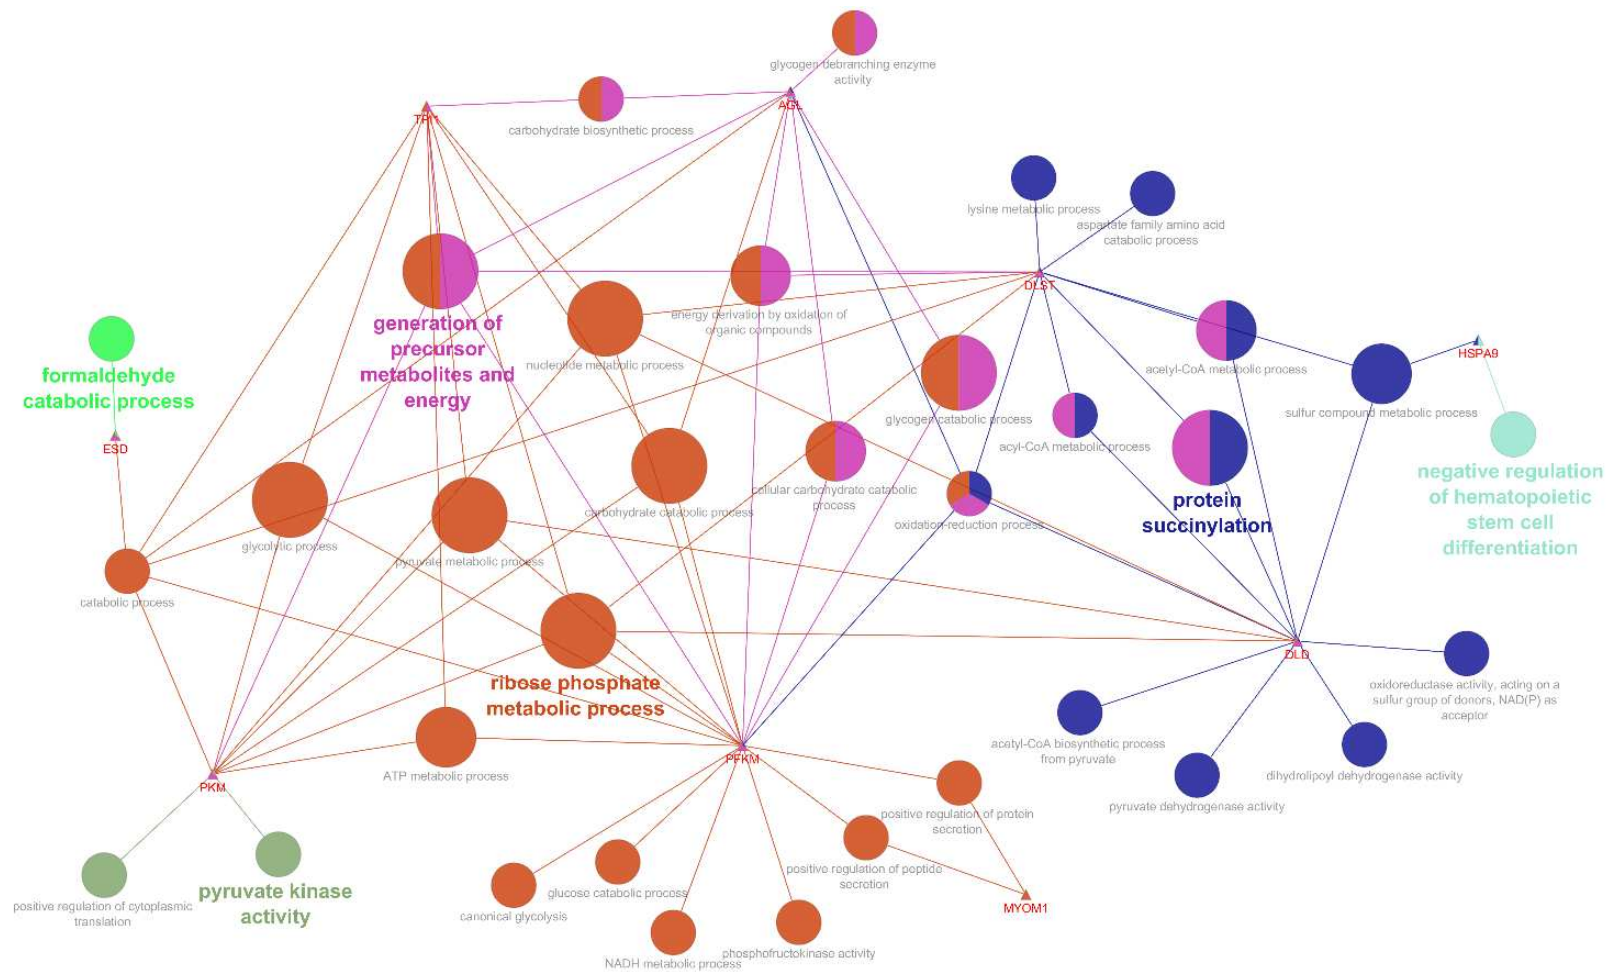 glycogen debranching enzyme
activity
TPI1
AGL
carbohydrate biosynthetic process
lysine metabolic process
aspartate family amino acid
catabolic process
DLST
generation of
precursor
metabolites and
energy
energy derivation by oxidation of
organic compounds
nucleotide metabolic process
HSPA9
acetyl-CoA metabolic process
formaldehyde
catabolic process
sulfur compound metabolic process
glycogen catabolic process
ESD
acyl-CoA metabolic process
negative regulation
of hematopoietic
stem cell
differentiation
protein
succinylation
cellular carbohydrate catabolic
process
carbohydrate catabolic process
oxidation-reduction process
glycolytic process
pyruvate metabolic process
catabolic process
DLD
ribose phosphate
metabolic process
oxidoreductase activity, acting on a
sulfur group of donors, NAD(P) as
acceptor
acetyl-CoA biosynthetic process
from pyruvate
PFKM
ATP metabolic process
dihydrolipoyl dehydrogenase activity
PKM
pyruvate dehydrogenase activity
positive regulation of protein
secretion
positive regulation of peptide
secretion
pyruvate kinase
activity
glucose catabolic process
positive regulation of cytoplasmic
translation
MYOM1
canonical glycolysis
phosphofructokinase activity
NADH metabolic process